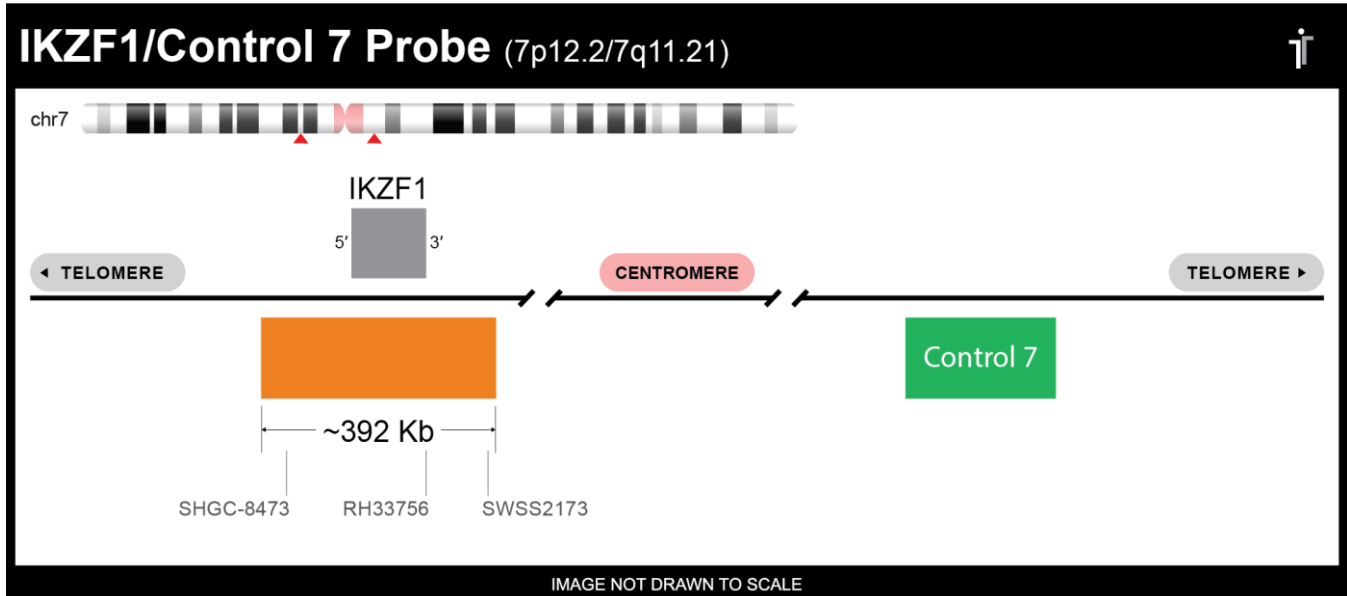 IKZF1/Control 7 Probe (7p12.2/7q11.21)
chr7
IKZF1
5′ 3′
TELOMERE CENTROMERE TELOMERE
Control 7
~392 Kb
SHGC-8473 RH33756 SWSS2173
IMAGE NOT DRAWN TO SCALE